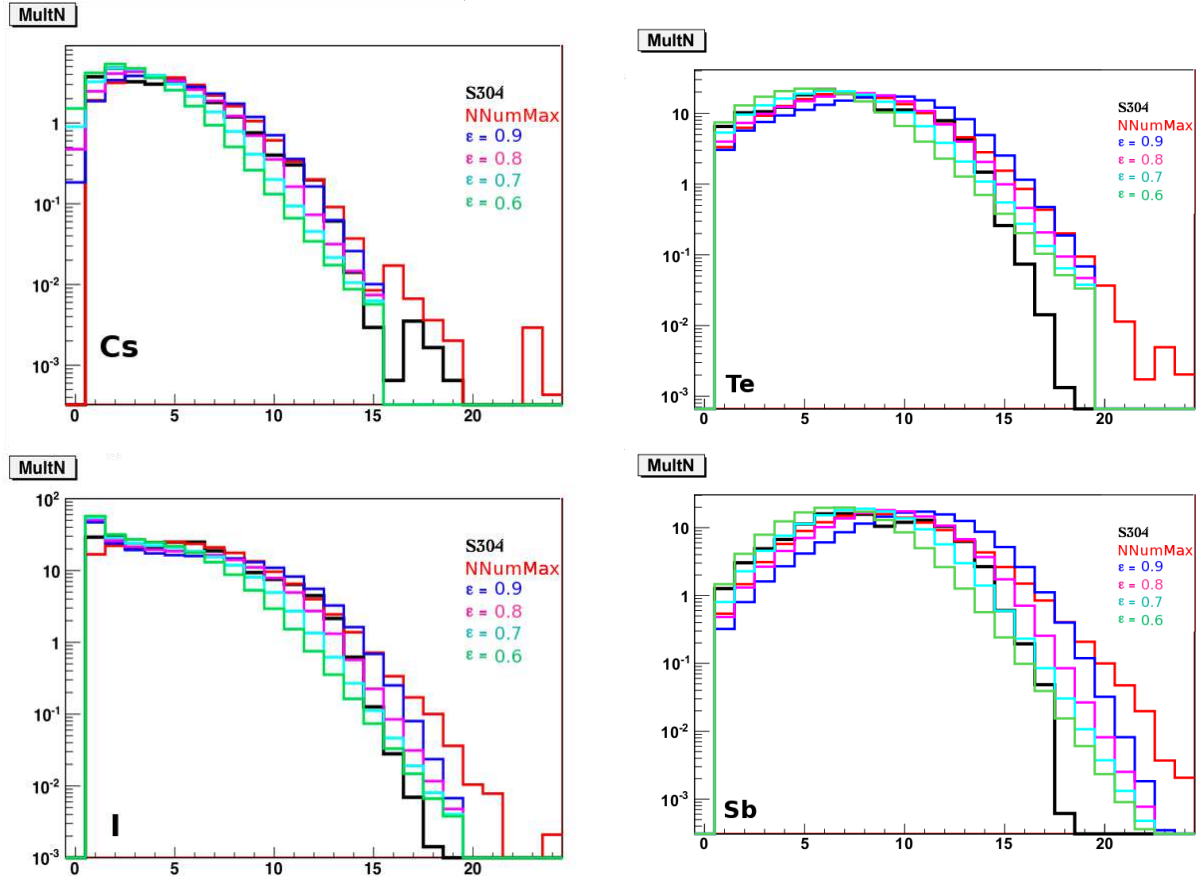 MultN
S304
NNumMax
ε = 0.9
ε = 0.8
ε = 0.7
ε = 0.6
1
10⁻¹
10⁻²
10⁻³
Cs
0 5 10 15 20
MultN
S304
NNumMax
ε = 0.9
ε = 0.8
ε = 0.7
ε = 0.6
10
1
10⁻¹
10⁻²
10⁻³
Te
0 5 10 15 20
MultN
S304
NNumMax
ε = 0.9
ε = 0.8
ε = 0.7
ε = 0.6
10²
10
1
10⁻¹
10⁻²
10⁻³
I
0 5 10 15 20
MultN
S304
NNumMax
ε = 0.9
ε = 0.8
ε = 0.7
ε = 0.6
10
1
10⁻¹
10⁻²
10⁻³
Sb
0 5 10 15 20